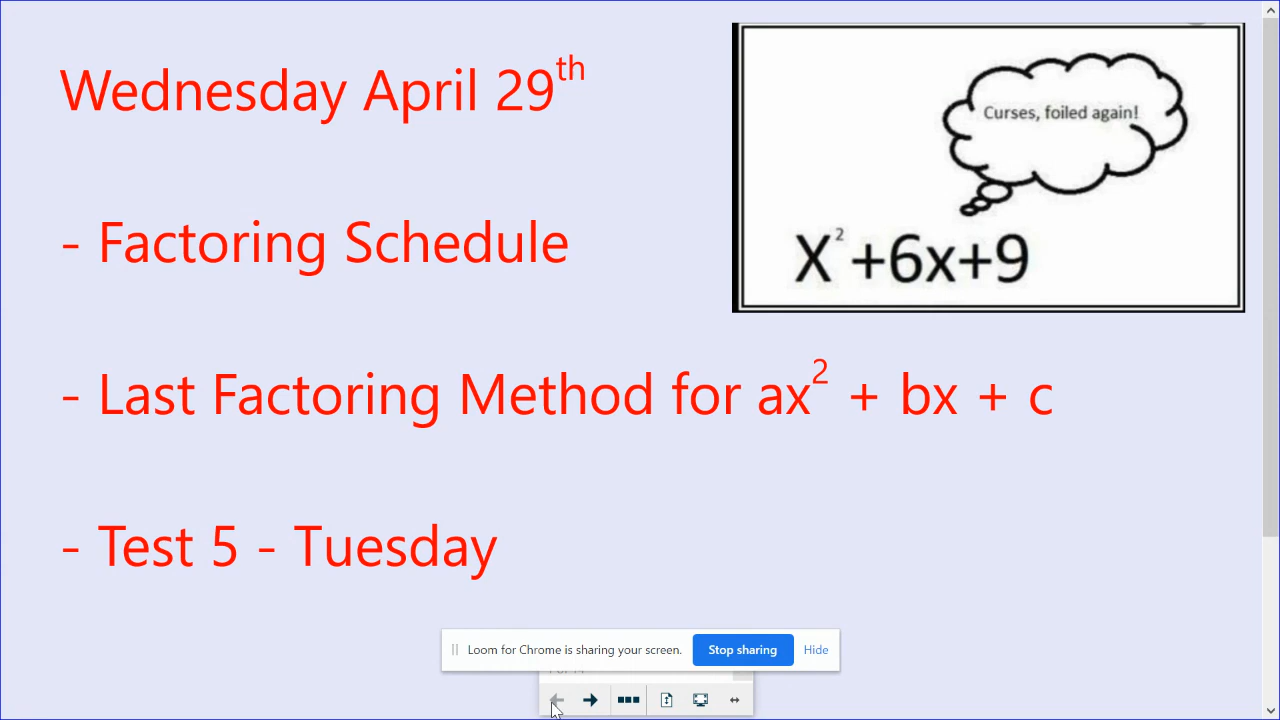 Wednesday April 29th
Curses, foiled again!
X²+6x+9
- Factoring Schedule
- Last Factoring Method for ax² + bx + c
- Test 5 - Tuesday
Loom for Chrome is sharing your screen. Stop sharing Hide